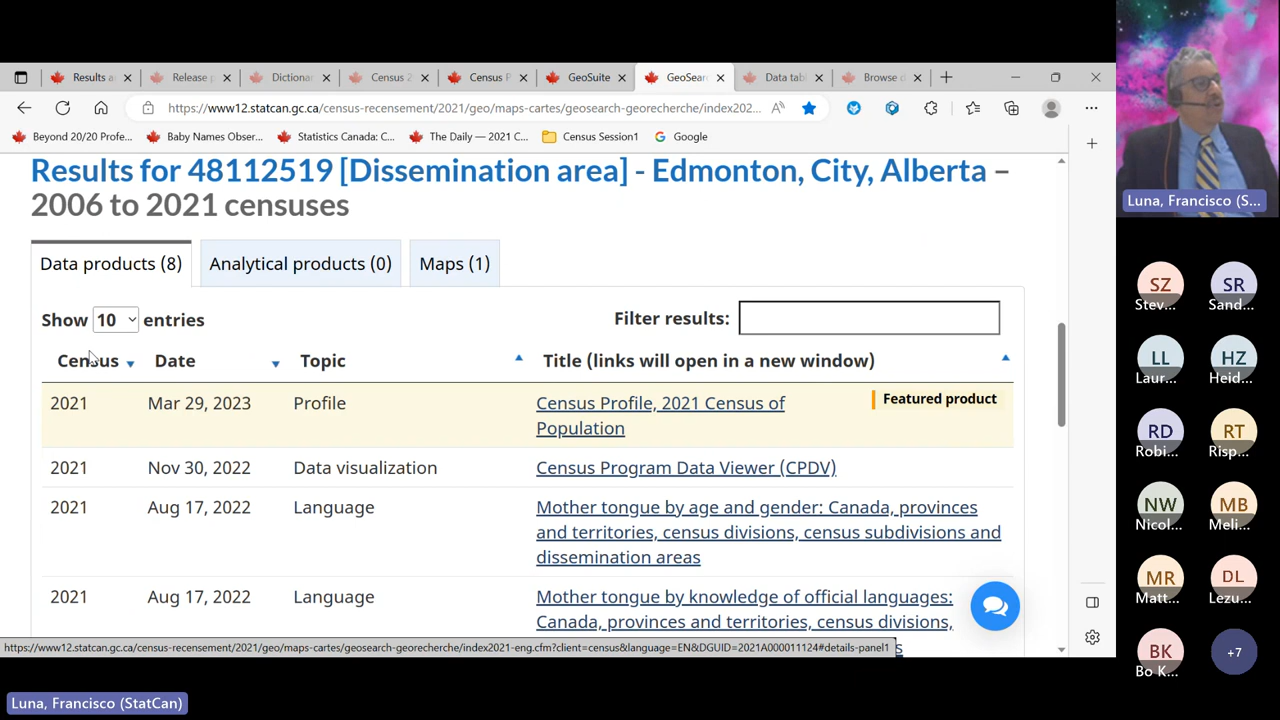 Results a
Release p
Dictionar
Census 2
Census P
GeoSuite
GeoSear
Data tab
Browse d
https://www12.statcan.gc.ca/census-recensement/2021/geo/maps-cartes/geosearch-georecherche/index202...
Beyond 20/20 Profe...
Baby Names Obser...
Statistics Canada: C...
The Daily — 2021 C...
Census Session1
Google
Results for 48112519 [Dissemination area] - Edmonton, City, Alberta –
2006 to 2021 censuses
Data products (8)
Analytical products (0)
Maps (1)
Show 10 entries
Filter results:
Census
Date
Topic
Title (links will open in a new window)
2021
Mar 29, 2023
Profile
Census Profile, 2021 Census of
Population
Featured product
2021
Nov 30, 2022
Data visualization
Census Program Data Viewer (CPDV)
2021
Aug 17, 2022
Language
Mother tongue by age and gender: Canada, provinces
and territories, census divisions, census subdivisions and
dissemination areas
2021
Aug 17, 2022
Language
Mother tongue by knowledge of official languages:
Canada, provinces and territories, census divisions,
https://www12.statcan.gc.ca/census-recensement/2021/geo/maps-cartes/geosearch-georecherche/index2021-eng.cfm?client=census&language=EN&DGUID=2021A000011124#details-panel1
Luna, Francisco (StatCan)
Luna, Francisco (S...
SZ
Stev...
SR
Sand...
LL
Laur...
HZ
Heid...
RD
Robi...
RT
Risp...
NW
Nicol...
MB
Meli...
MR
Matt...
DL
Lezu...
BK
Bo K...
+7